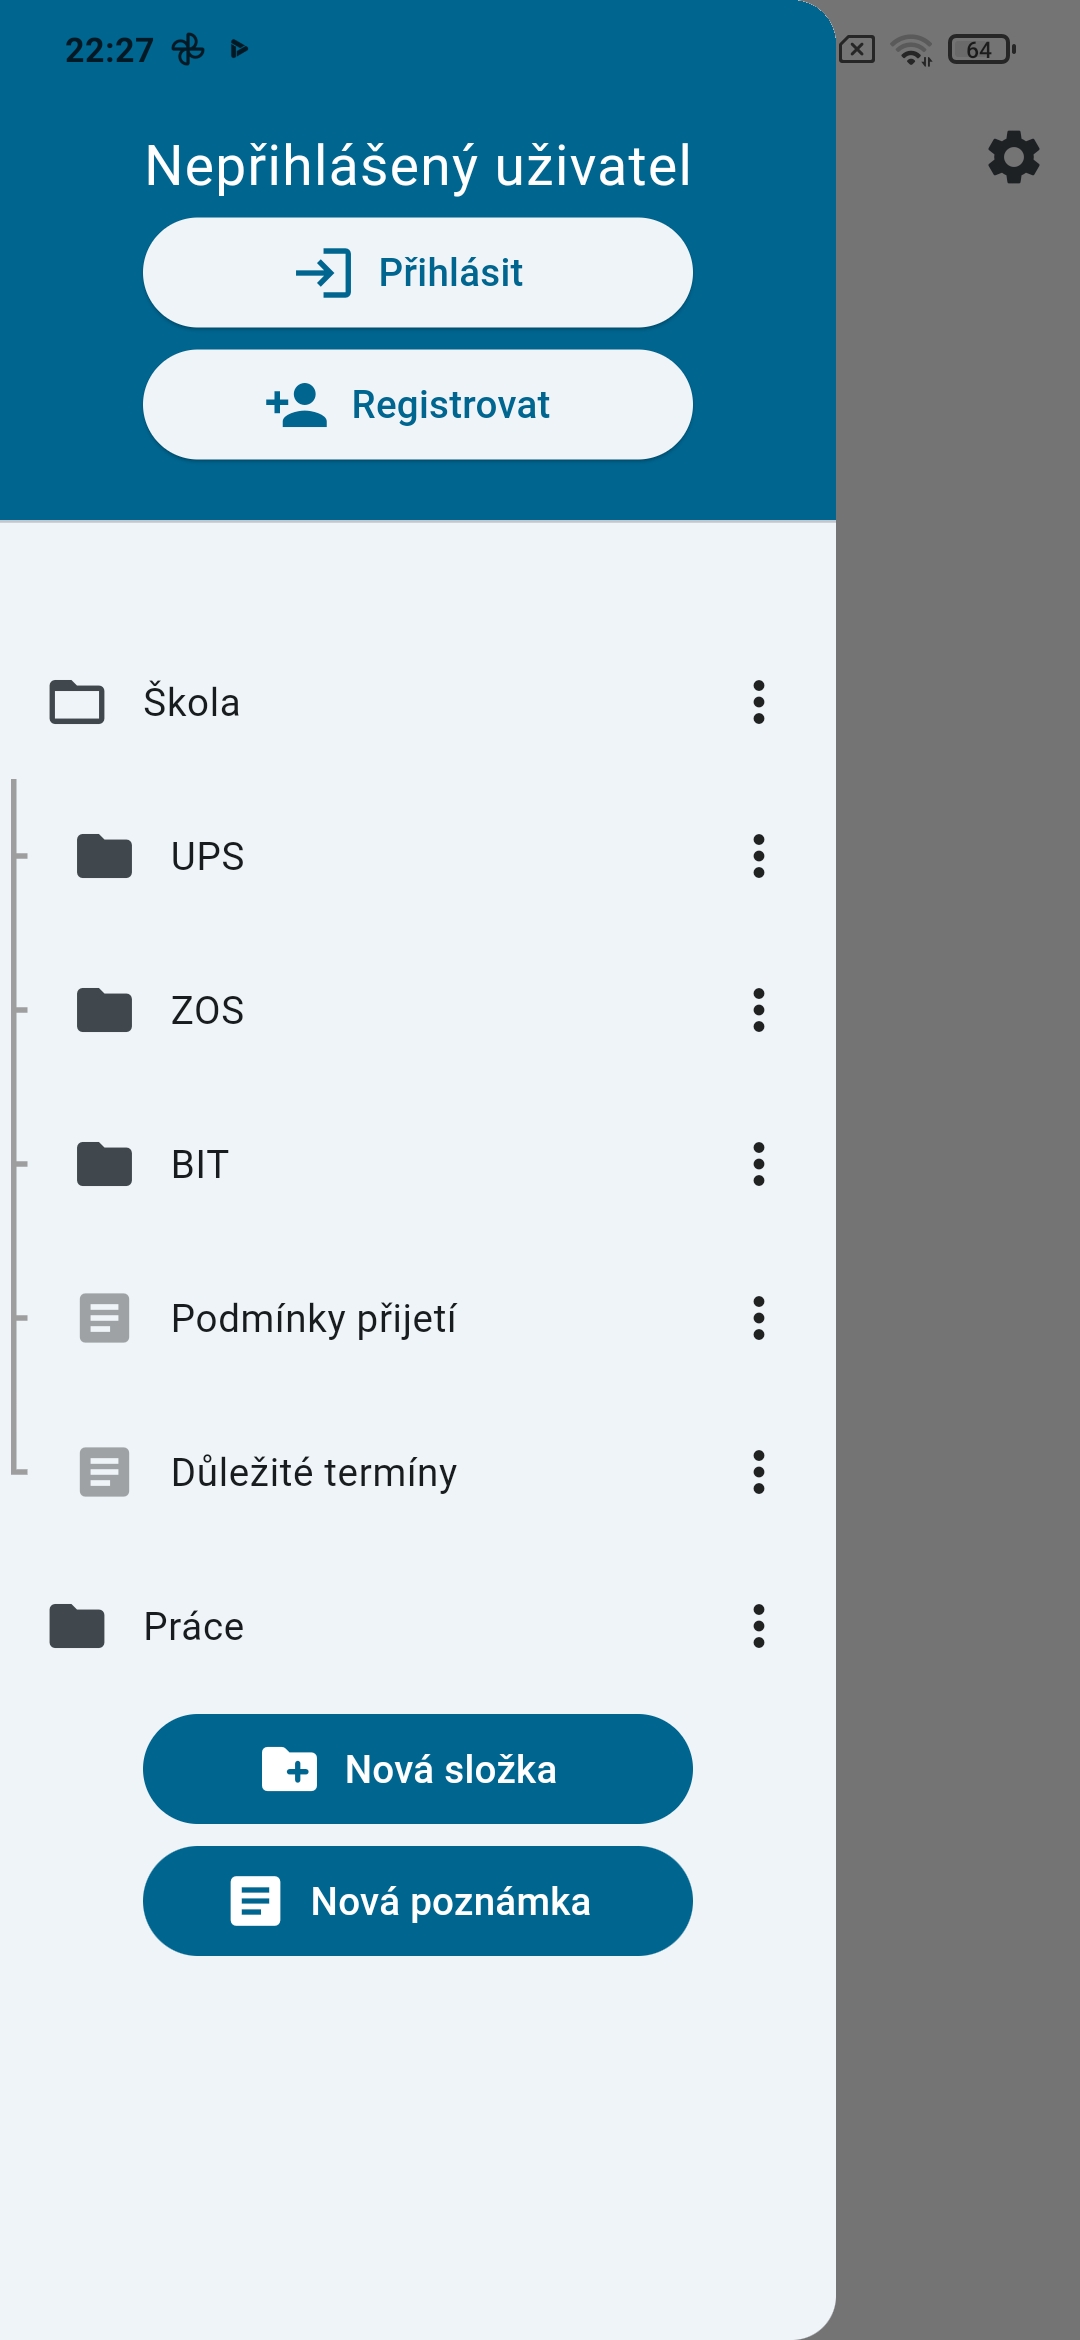 22:27
64
Nepřihlášený uživatel
Přihlásit
Registrovat
Škola
UPS
ZOS
BIT
Podmínky přijetí
Důležité termíny
Práce
Nová složka
Nová poznámka